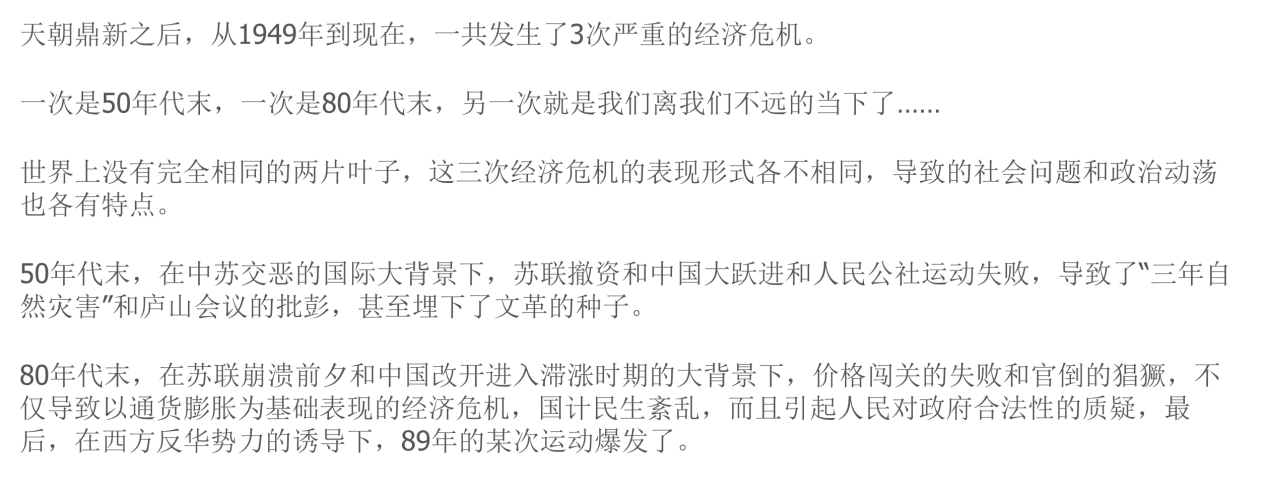 天朝鼎新之后，从1949年到现在，一共发生了3次严重的经济危机。
一次是50年代末，一次是80年代末，另一次就是我们离我们不远的当下了……
世界上没有完全相同的两片叶子，这三次经济危机的表现形式各不相同，导致的社会问题和政治动荡
也各有特点。
50年代末，在中苏交恶的国际大背景下，苏联撤资和中国大跃进和人民公社运动失败，导致了“三年自
然灾害”和庐山会议的批彭，甚至埋下了文革的种子。
80年代末，在苏联崩溃前夕和中国改开进入滞涨时期的大背景下，价格闯关的失败和官倒的猖獗，不
仅导致以通货膨胀为基础表现的经济危机，国计民生紊乱，而且引起人民对政府合法性的质疑，最
后，在西方反华势力的诱导下，89年的某次运动爆发了。